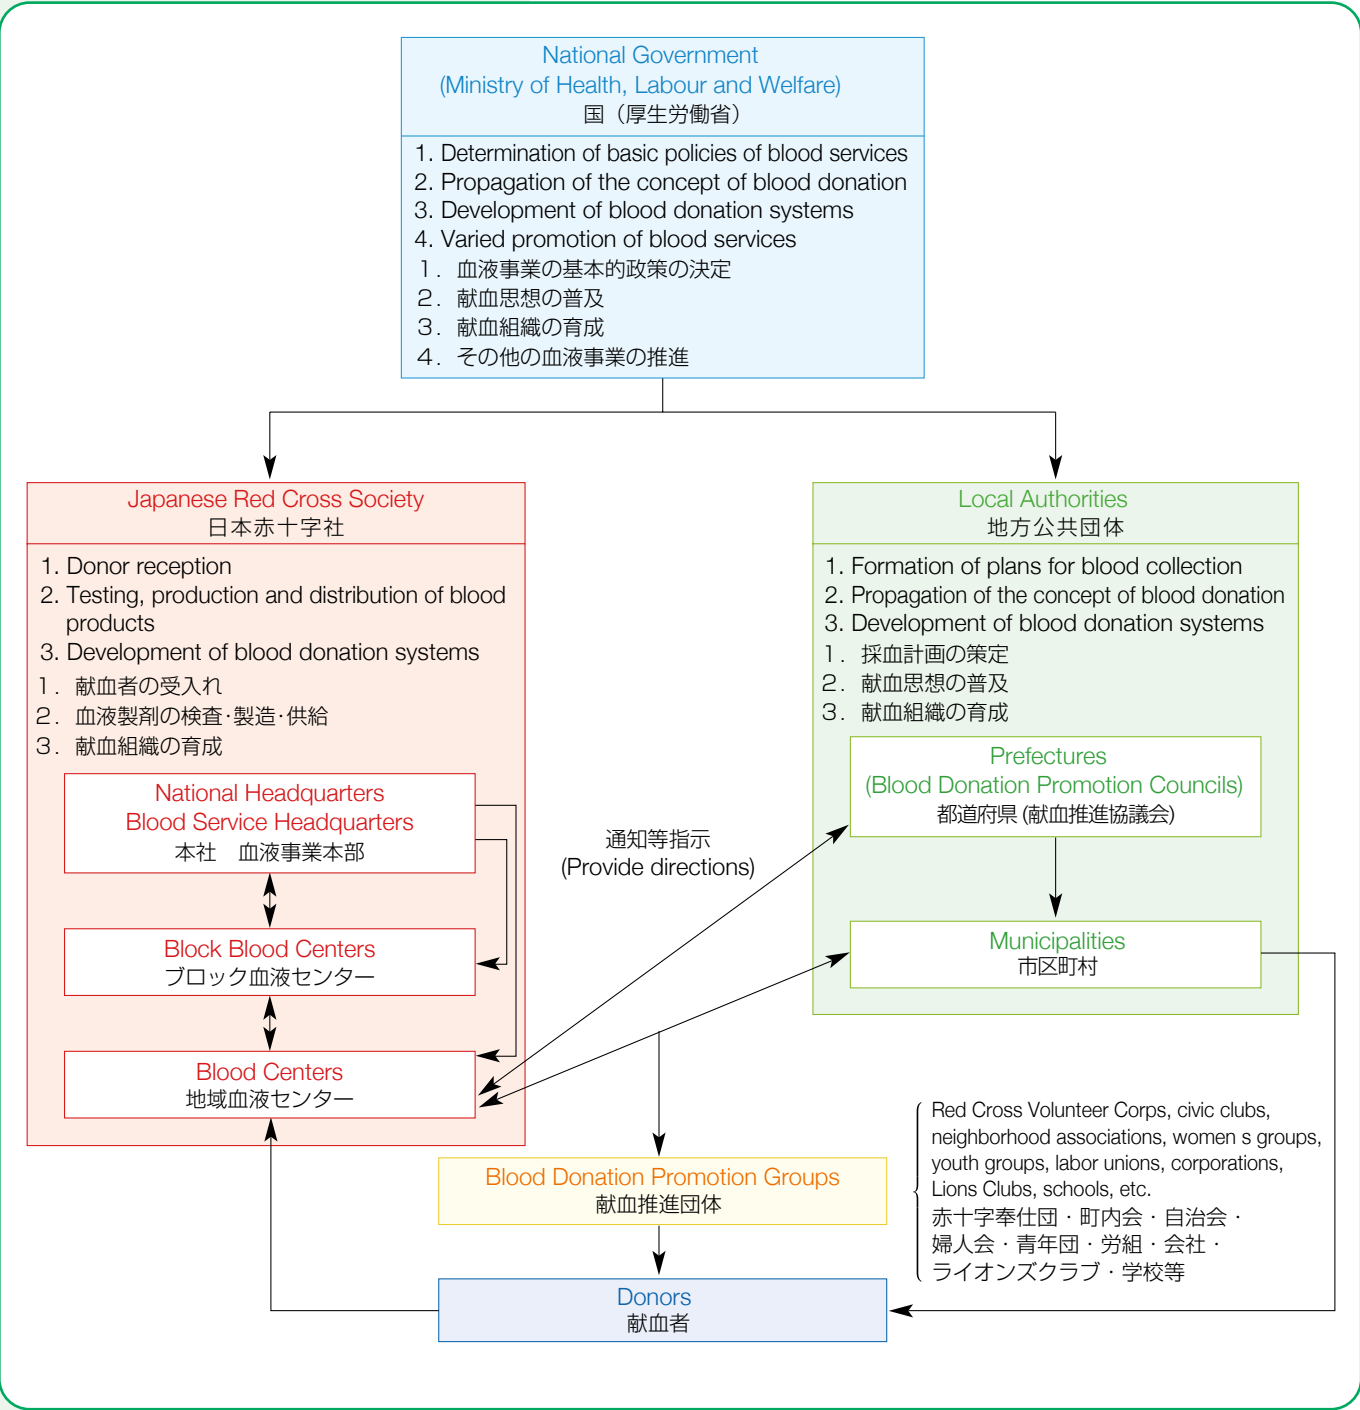 National Government
(Ministry of Health, Labour and Welfare)
国（厚生労働省）
1. Determination of basic policies of blood services
2. Propagation of the concept of blood donation
3. Development of blood donation systems
4. Varied promotion of blood services
１．血液事業の基本的政策の決定
２．献血思想の普及
３．献血組織の育成
４．その他の血液事業の推進
Japanese Red Cross Society
日本赤十字社
1. Donor reception
2. Testing, production and distribution of blood
products
3. Development of blood donation systems
１．献血者の受入れ
２．血液製剤の検査･製造･供給
３．献血組織の育成
National Headquarters
Blood Service Headquarters
本社　血液事業本部
Block Blood Centers
ブロック血液センター
Blood Centers
地域血液センター
通知等指示
(Provide directions)
Local Authorities
地方公共団体
1. Formation of plans for blood collection
2. Propagation of the concept of blood donation
3. Development of blood donation systems
１．採血計画の策定
２．献血思想の普及
３．献血組織の育成
Prefectures
(Blood Donation Promotion Councils)
都道府県 (献血推進協議会)
Municipalities
市区町村
Red Cross Volunteer Corps, civic clubs,
neighborhood associations, women s groups,
youth groups, labor unions, corporations,
Lions Clubs, schools, etc.
赤十字奉仕団・町内会・自治会・
婦人会・青年団・労組・会社・
ライオンズクラブ・学校等
Blood Donation Promotion Groups
献血推進団体
Donors
献血者